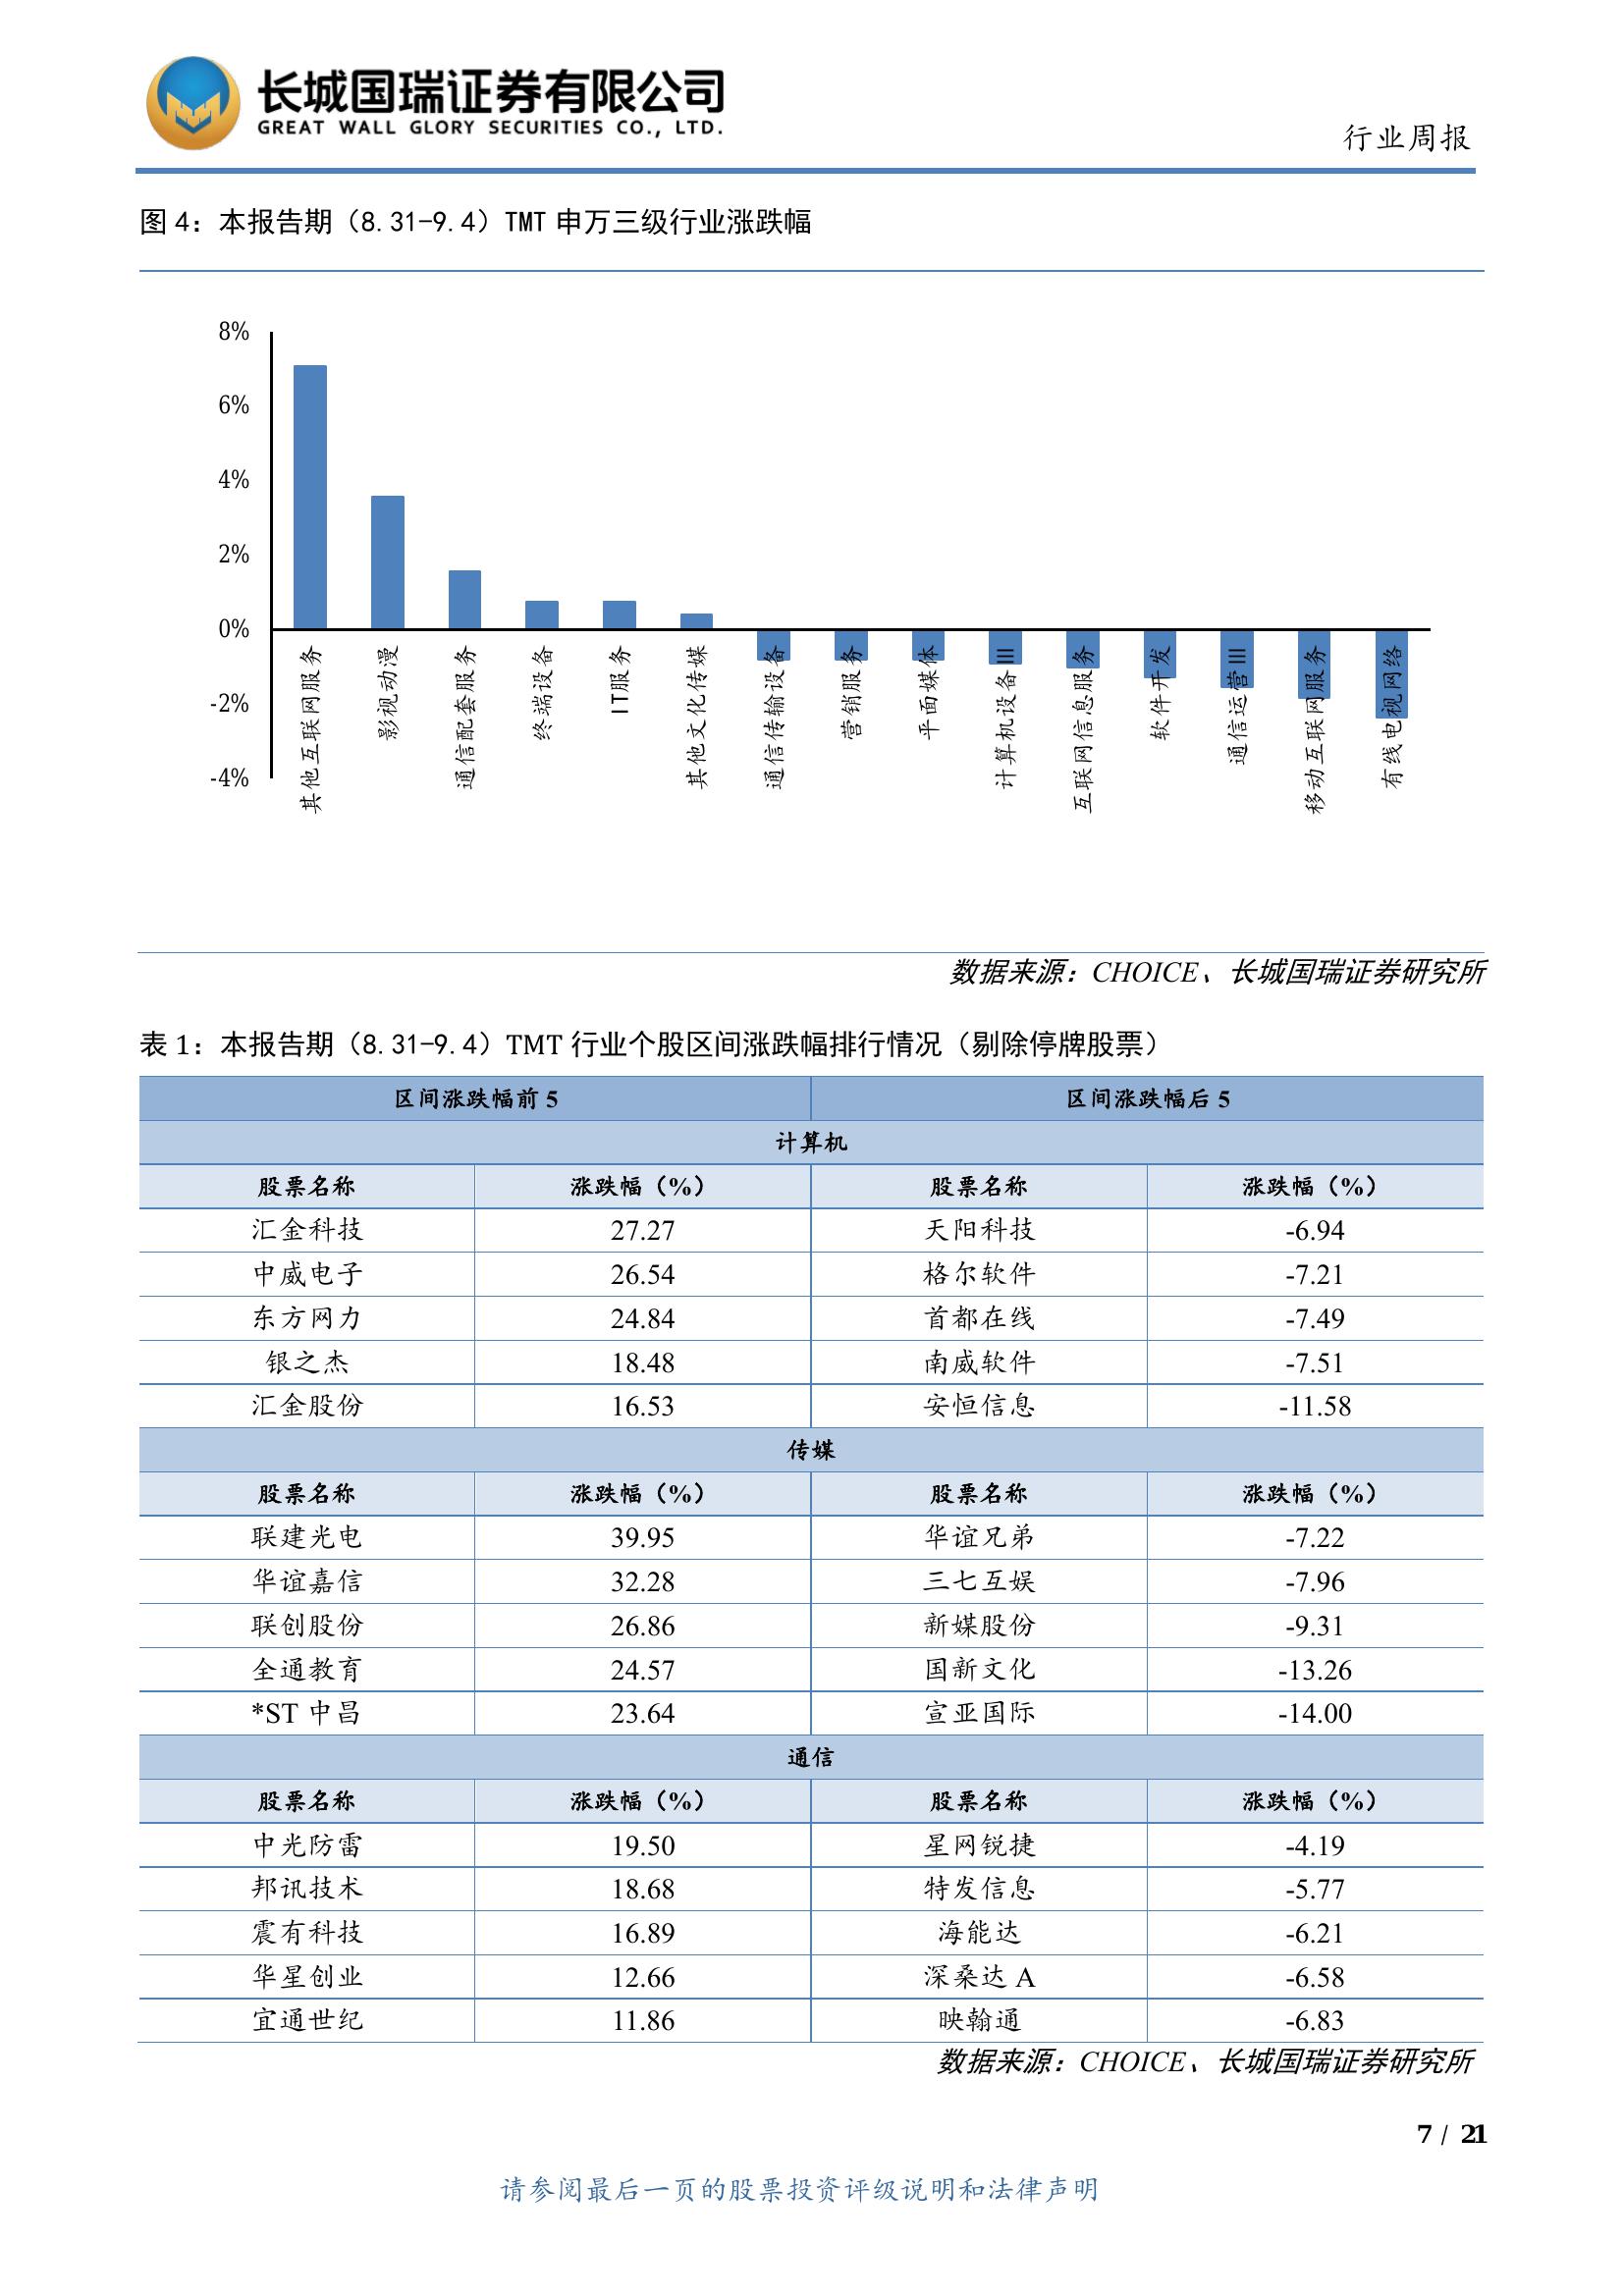 长城国瑞证券有限公司
GREAT WALL GLORY SECURITIES CO., LTD.
行业周报
图 4：本报告期（8.31-9.4）TMT 申万三级行业涨跌幅
8%
6%
4%
2%
0%
-2%
-4%
其他互联网服务
影视动漫
通信配套服务
终端设备
IT服务
其他文化传媒
通信传输设备
营销服务
平面媒体
计算机设备Ⅲ
互联网信息服务
软件开发
通信运营Ⅲ
移动互联网服务
有线电视网络
数据来源：CHOICE、长城国瑞证券研究所
表 1：本报告期（8.31-9.4）TMT 行业个股区间涨跌幅排行情况（剔除停牌股票）
区间涨跌幅前 5 区间涨跌幅后 5
计算机
股票名称 涨跌幅（%） 股票名称 涨跌幅（%）
汇金科技 27.27 天阳科技 -6.94
中威电子 26.54 格尔软件 -7.21
东方网力 24.84 首都在线 -7.49
银之杰 18.48 南威软件 -7.51
汇金股份 16.53 安恒信息 -11.58
传媒
股票名称 涨跌幅（%） 股票名称 涨跌幅（%）
联建光电 39.95 华谊兄弟 -7.22
华谊嘉信 32.28 三七互娱 -7.96
联创股份 26.86 新媒股份 -9.31
全通教育 24.57 国新文化 -13.26
*ST 中昌 23.64 宣亚国际 -14.00
通信
股票名称 涨跌幅（%） 股票名称 涨跌幅（%）
中光防雷 19.50 星网锐捷 -4.19
邦讯技术 18.68 特发信息 -5.77
震有科技 16.89 海能达 -6.21
华星创业 12.66 深桑达 A -6.58
宜通世纪 11.86 映翰通 -6.83
数据来源：CHOICE、长城国瑞证券研究所
7 / 21
请参阅最后一页的股票投资评级说明和法律声明